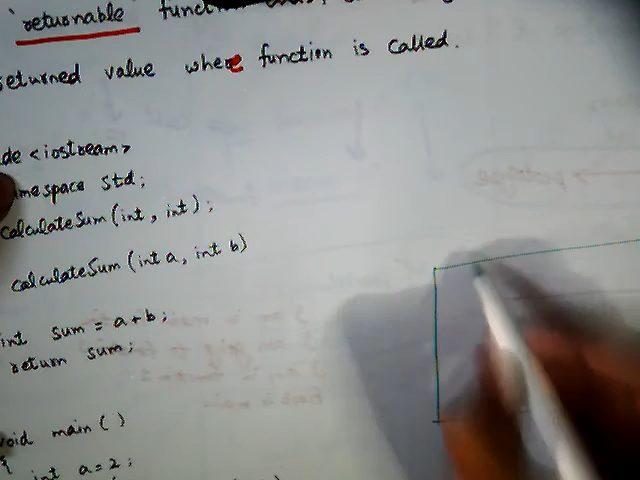 'returnable'
returned value where function is called.
de <iostream>
mespace std;
calculateSum (int, int);
calculateSum (int a, int b)
int sum = a+b;
return sum;
void main ()
{ int a=2;